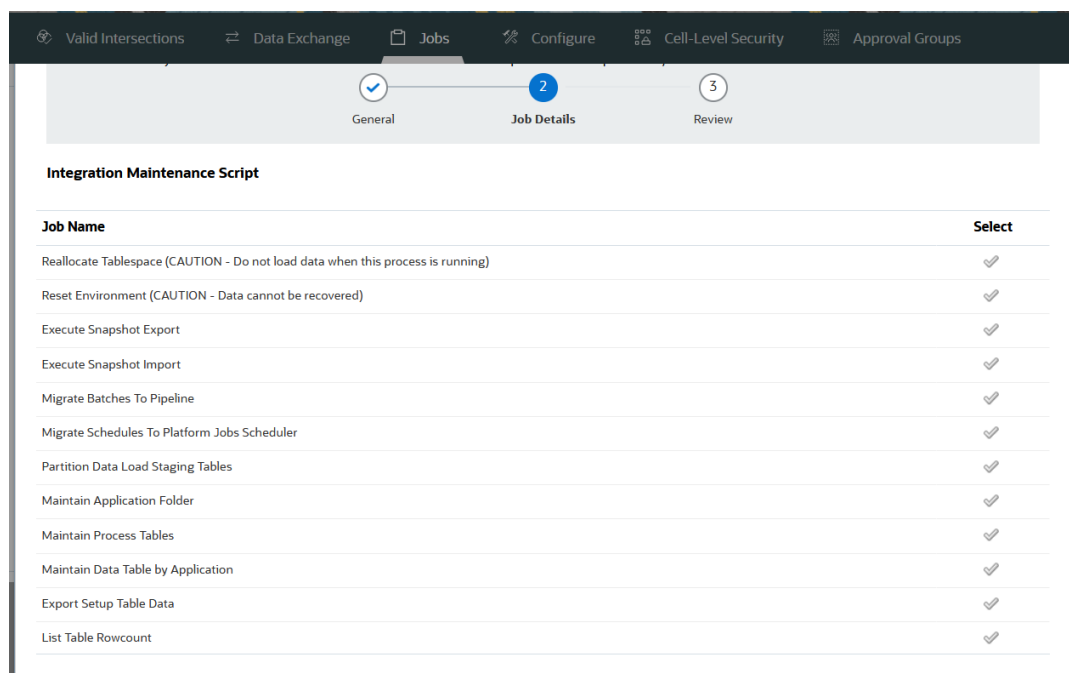 Valid Intersections Data Exchange Jobs Configure Cell-Level Security Approval Groups
2 3
General Job Details Review
Integration Maintenance Script
Job Name Select
Reallocate Tablespace (CAUTION - Do not load data when this process is running)
Reset Environment (CAUTION - Data cannot be recovered)
Execute Snapshot Export
Execute Snapshot Import
Migrate Batches To Pipeline
Migrate Schedules To Platform Jobs Scheduler
Partition Data Load Staging Tables
Maintain Application Folder
Maintain Process Tables
Maintain Data Table by Application
Export Setup Table Data
List Table Rowcount